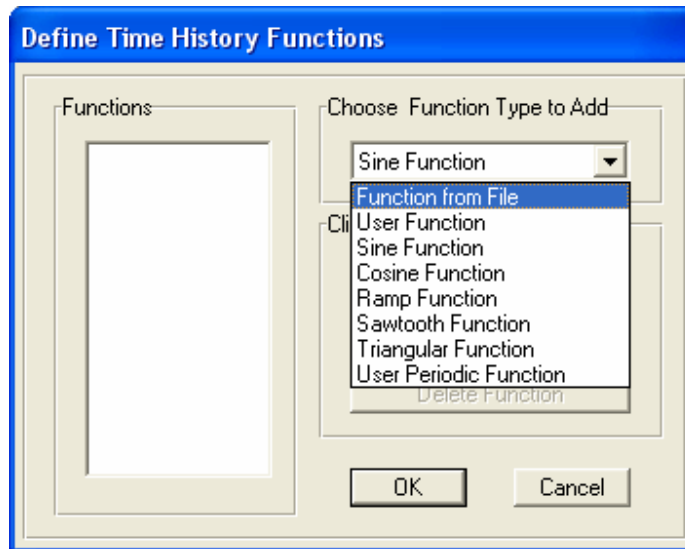 Define Time History Functions
Functions
Choose Function Type to Add
Sine Function
Function from File
User Function
Sine Function
Cosine Function
Ramp Function
Sawtooth Function
Triangular Function
User Periodic Function
Delete Function
OK
Cancel